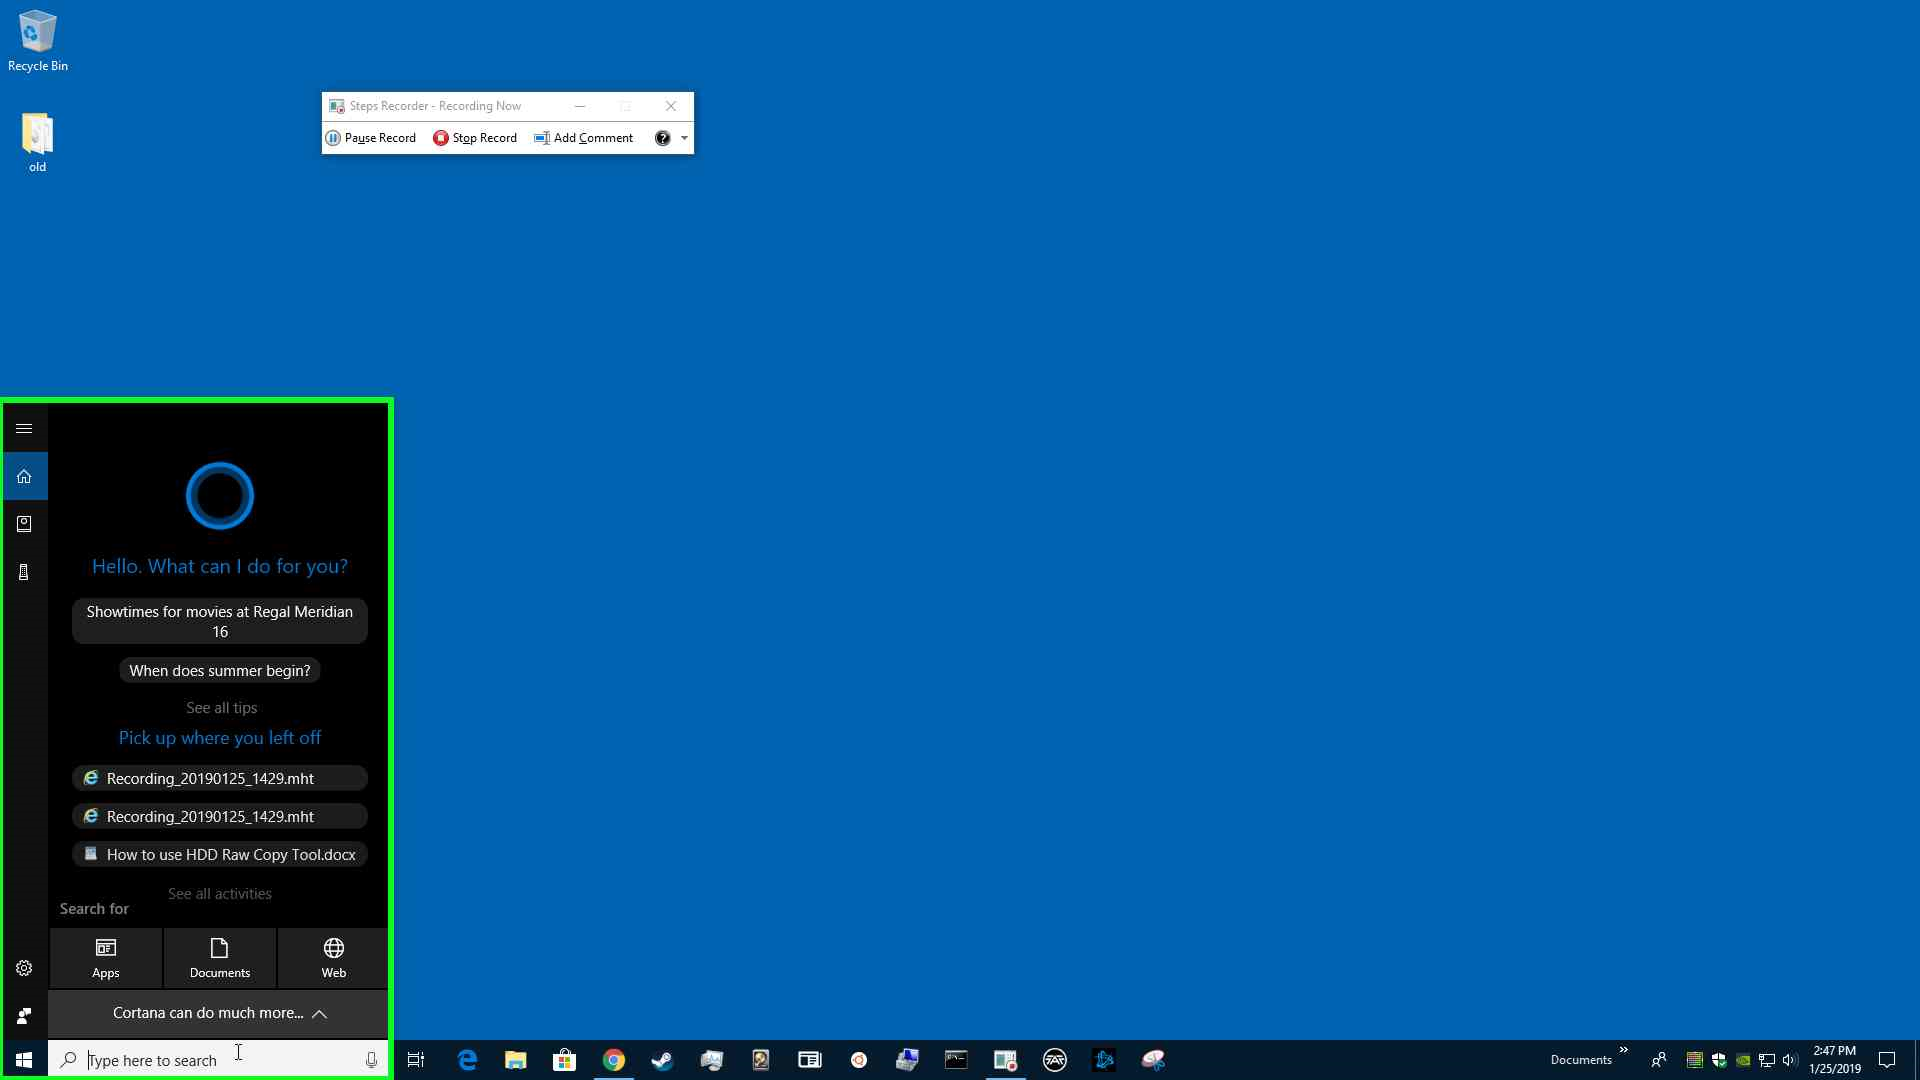 Recycle Bin
old
Steps Recorder - Recording Now
Pause Record
Stop Record
Add Comment
Hello. What can I do for you?
Showtimes for movies at Regal Meridian
16
When does summer begin?
See all tips
Pick up where you left off
Recording_20190125_1429.mht
Recording_20190125_1429.mht
How to use HDD Raw Copy Tool.docx
See all activities
Search for
Apps
Documents
Web
Cortana can do much more...
Type here to search
EA
Documents
2:47 PM
1/25/2019